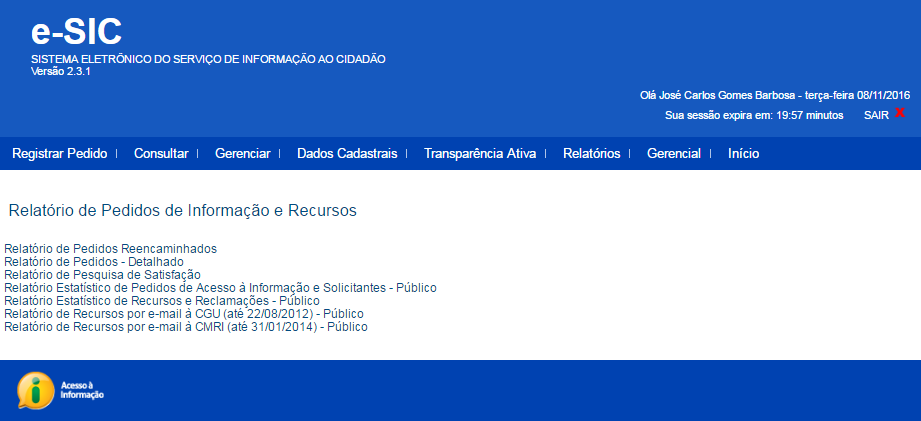 e-SIC
SISTEMA ELETRÔNICO DO SERVIÇO DE INFORMAÇÃO AO CIDADÃO
Versão 2.3.1
Olá José Carlos Gomes Barbosa - terça-feira 08/11/2016
Sua sessão expira em: 19:57 minutos SAIR X
Registrar Pedido | Consultar | Gerenciar | Dados Cadastrais | Transparência Ativa | Relatórios | Gerencial | Início
Relatório de Pedidos de Informação e Recursos
Relatório de Pedidos Reencaminhados
Relatório de Pedidos - Detalhado
Relatório de Pesquisa de Satisfação
Relatório Estatístico de Pedidos de Acesso à Informação e Solicitantes - Público
Relatório Estatístico de Recursos e Reclamações - Público
Relatório de Recursos por e-mail à CGU (até 22/08/2012) - Público
Relatório de Recursos por e-mail à CMRI (até 31/01/2014) - Público
Acesso à
Informação